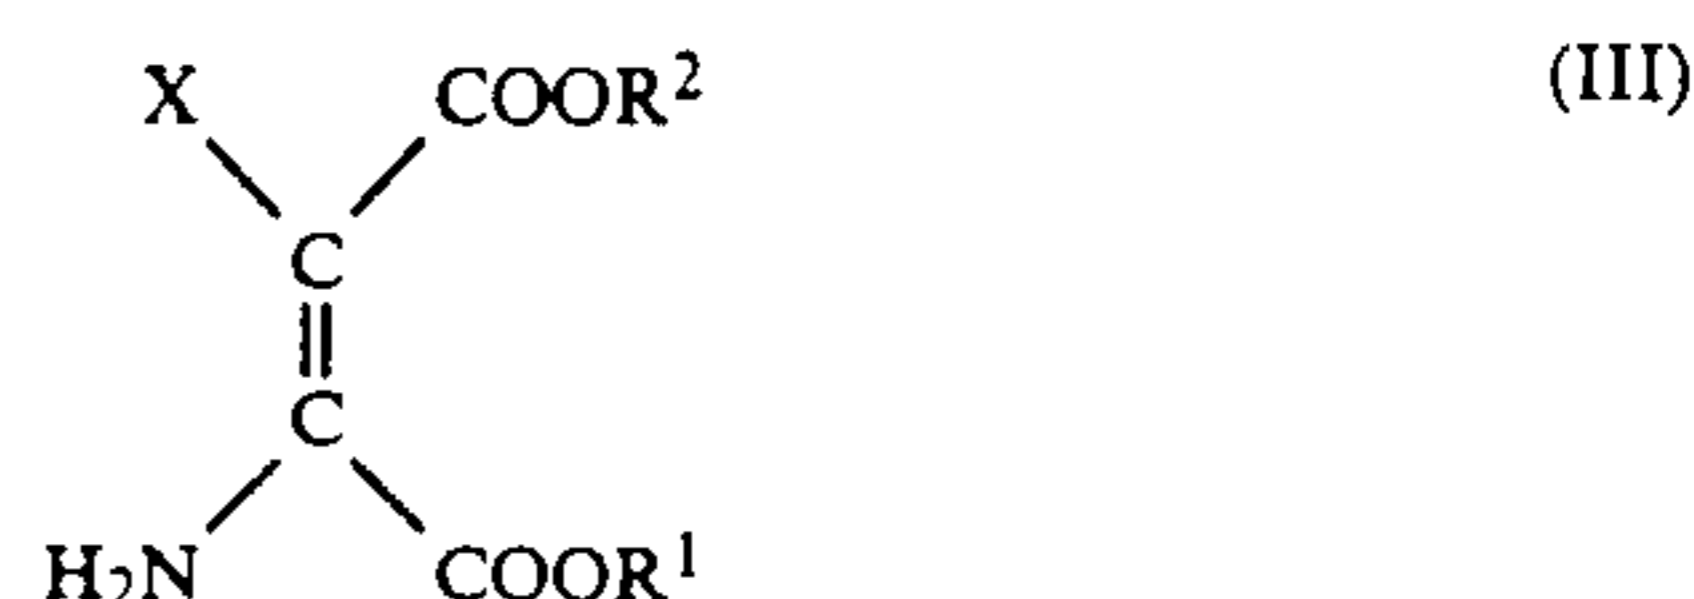 X COOR² (III)
C
C
H₂N COOR¹